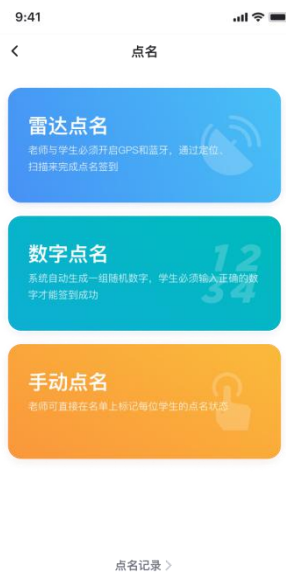 9:41
点名
雷达点名
老师与学生必须开启GPS和蓝牙，通过定位、
扫描来完成点名签到
数字点名
12
34
系统自动生成一组随机数字，学生必须输入正确的数
字才能签到成功
手动点名
老师可直接在名单上标记每位学生的点名状态
点名记录